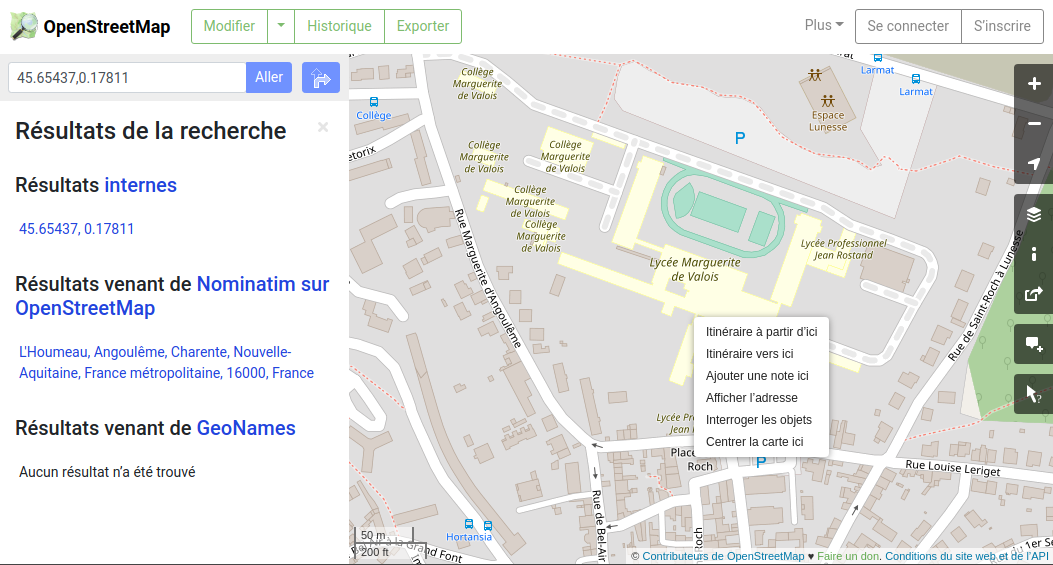 OpenStreetMap
Modifier
Historique
Exporter
Plus
Se connecter
S'inscrire
45.65437,0.17811
Aller
Résultats de la recherche
×
Résultats internes
45.65437, 0.17811
Résultats venant de Nominatim sur
OpenStreetMap
L'Houmeau, Angoulême, Charente, Nouvelle-
Aquitaine, France métropolitaine, 16000, France
Résultats venant de GeoNames
Aucun résultat n'a été trouvé
Collège
Marguerite
de Valois
Collège
etorix
Collège
Marguerite
de Valois
Collège
Marguerite
de Valois
Collège
Marguerite
de Valois
Collège
Marguerite
de Valois
Larmat
Larmat
Espace
Lunesse
P
Lycée Marguerite
de Valois
Lycée Professionnel
Jean Rostand
Rue Marguerite d'Angoulême
Rue de Saint-Roch à Lunesse
Itinéraire à partir d'ici
Itinéraire vers ici
Ajouter une note ici
Afficher l'adresse
Interroger les objets
Centrer la carte ici
Lycée Pro
Jean
Place
Roch
P
Rue Louise Leriget
Rue de Bel-Air
Roch
Hortansia
à la Grand Font
50 m
200 ft
du 1er
© Contributeurs de OpenStreetMap ♥ Faire un don. Conditions du site web et de l'API